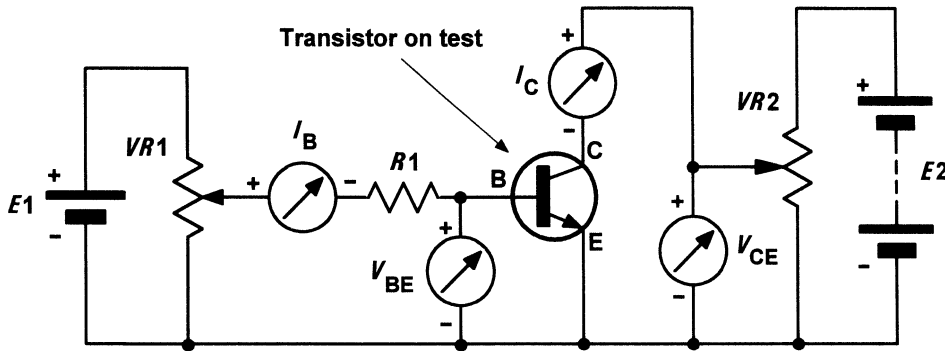 Transistor on test
+
I C
-
C
VR2
+
E2
-
VR1
I B
R1
B
+
E1
-
+
-
E
+
V BE
-
+
V CE
-